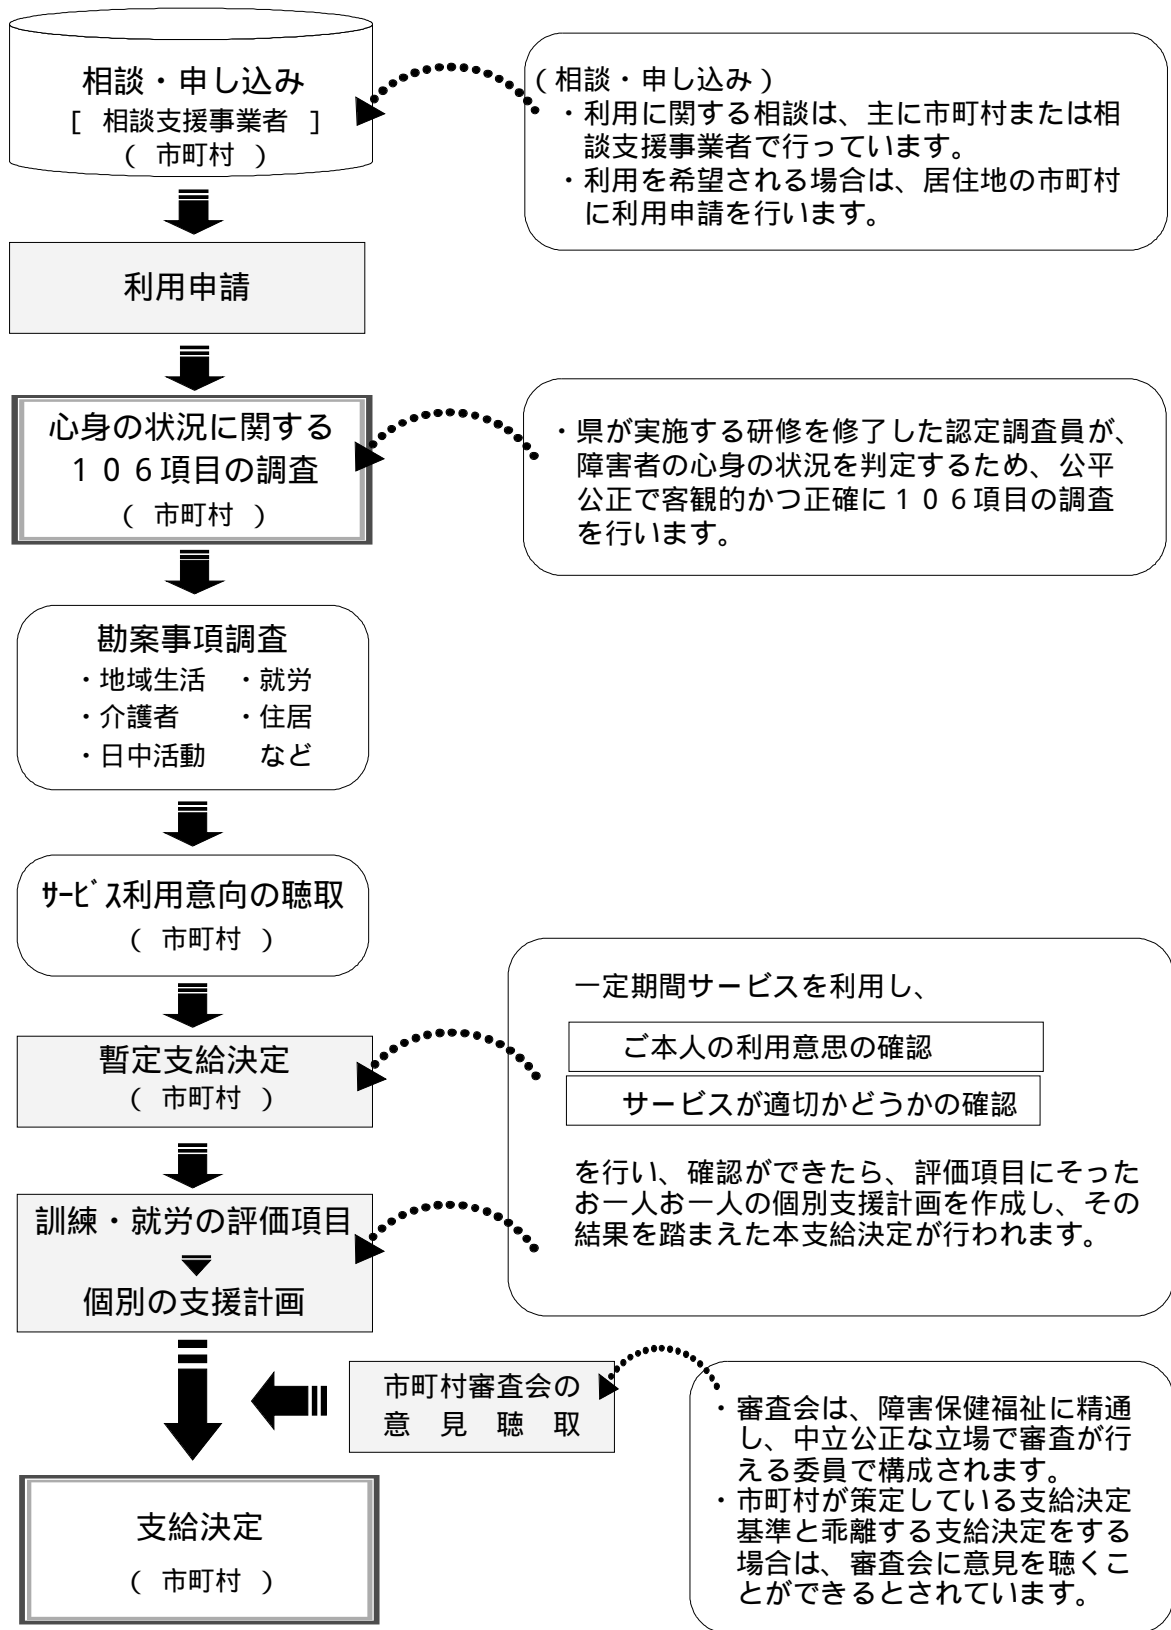 相談・申し込み
[ 相談支援事業者 ]
( 市町村 )
(相談・申し込み)
・利用に関する相談は、主に市町村または相
談支援事業者で行っています。
・利用を希望される場合は、居住地の市町村
に利用申請を行います。
利用申請
心身の状況に関する
106項目の調査
( 市町村 )
・県が実施する研修を修了した認定調査員が、
障害者の心身の状況を判定するため、公平
公正で客観的かつ正確に106項目の調査
を行います。
勘案事項調査
・地域生活 ・就労
・介護者 ・住居
・日中活動 など
サービス利用意向の聴取
( 市町村 )
暫定支給決定
( 市町村 )
一定期間サービスを利用し、
ご本人の利用意思の確認
サービスが適切かどうかの確認
を行い、確認ができたら、評価項目にそった
お一人お一人の個別支援計画を作成し、その
結果を踏まえた本支給決定が行われます。
訓練・就労の評価項目
個別の支援計画
市町村審査会の
意見聴取
・審査会は、障害保健福祉に精通
し、中立公正な立場で審査が行
える委員で構成されます。
・市町村が策定している支給決定
基準と乖離する支給決定をする
場合は、審査会に意見を聴くこ
とができるとされています。
支給決定
( 市町村 )